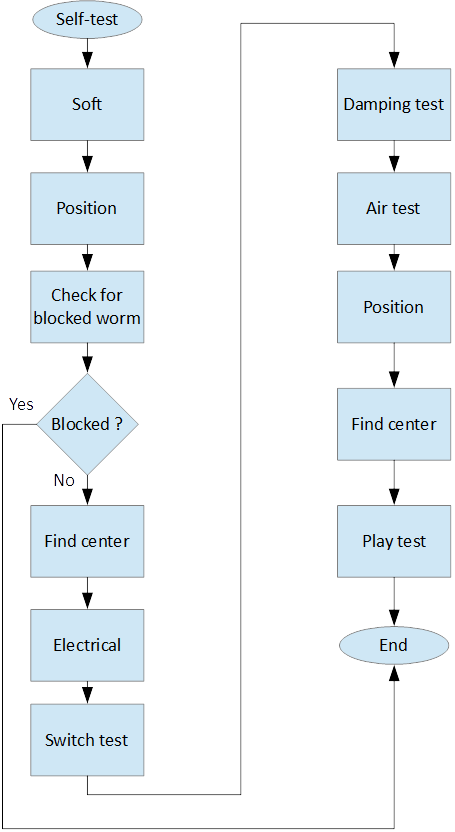 Self-test
Soft
Position
Check for
blocked worm
Yes
Blocked ?
No
Find center
Electrical
Switch test
Damping test
Air test
Position
Find center
Play test
End